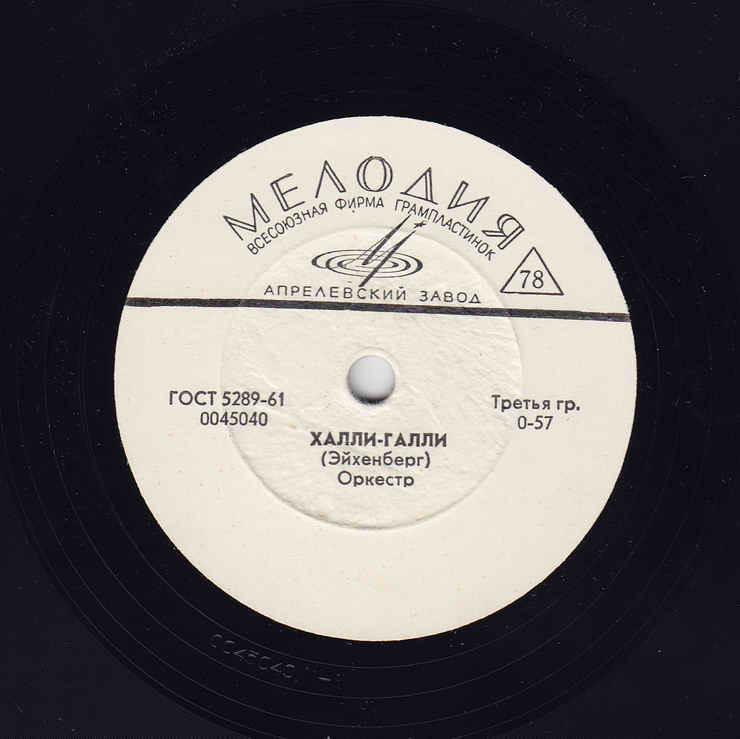 МЕЛОДИЯ
ВСЕСОЮЗНАЯ ФИРМА ГРАМПЛАСТИНОК
78
АПРЕЛЕВСКИЙ ЗАВОД
ГОСТ 5289-61
0045040
Третья гр.
0-57
ХАЛЛИ-ГАЛЛИ
(Эйхенберг)
Оркестр
0045040